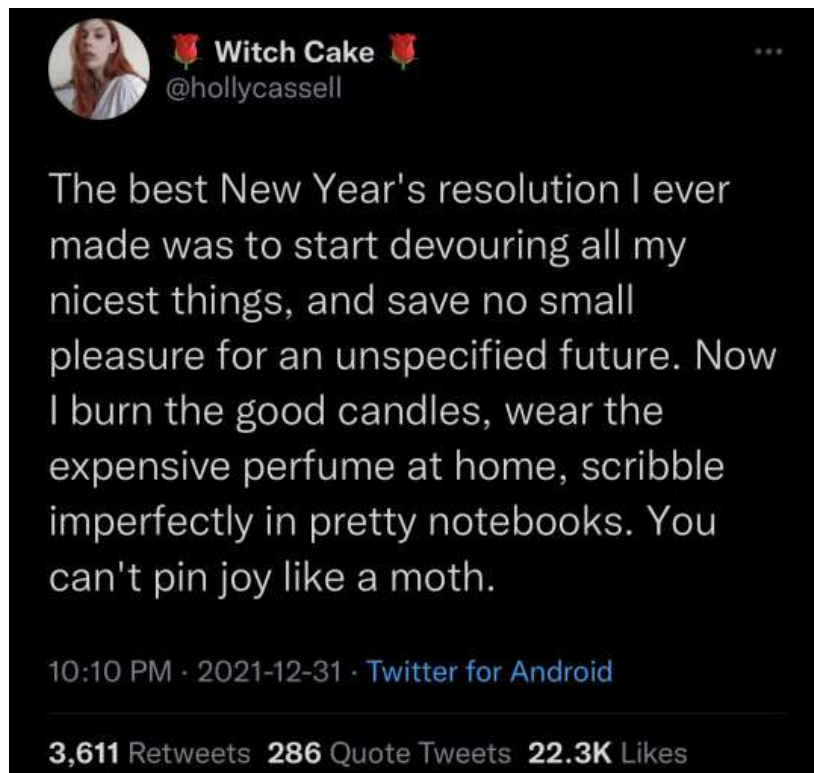 🌹 Witch Cake 🌹
@hollycassell
The best New Year's resolution I ever
made was to start devouring all my
nicest things, and save no small
pleasure for an unspecified future. Now
I burn the good candles, wear the
expensive perfume at home, scribble
imperfectly in pretty notebooks. You
can't pin joy like a moth.
10:10 PM · 2021-12-31 · Twitter for Android
3,611 Retweets 286 Quote Tweets 22.3K Likes